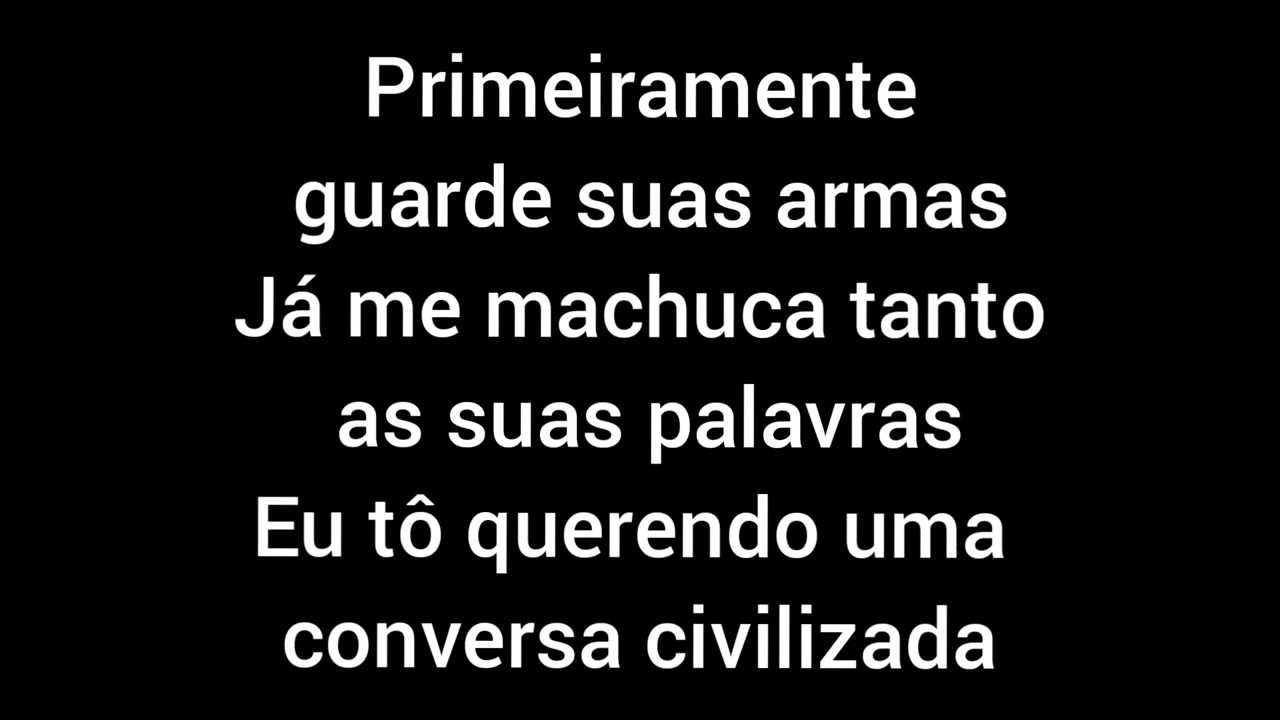 Primeiramente
guarde suas armas
Já me machuca tanto
as suas palavras
Eu tô querendo uma
conversa civilizada